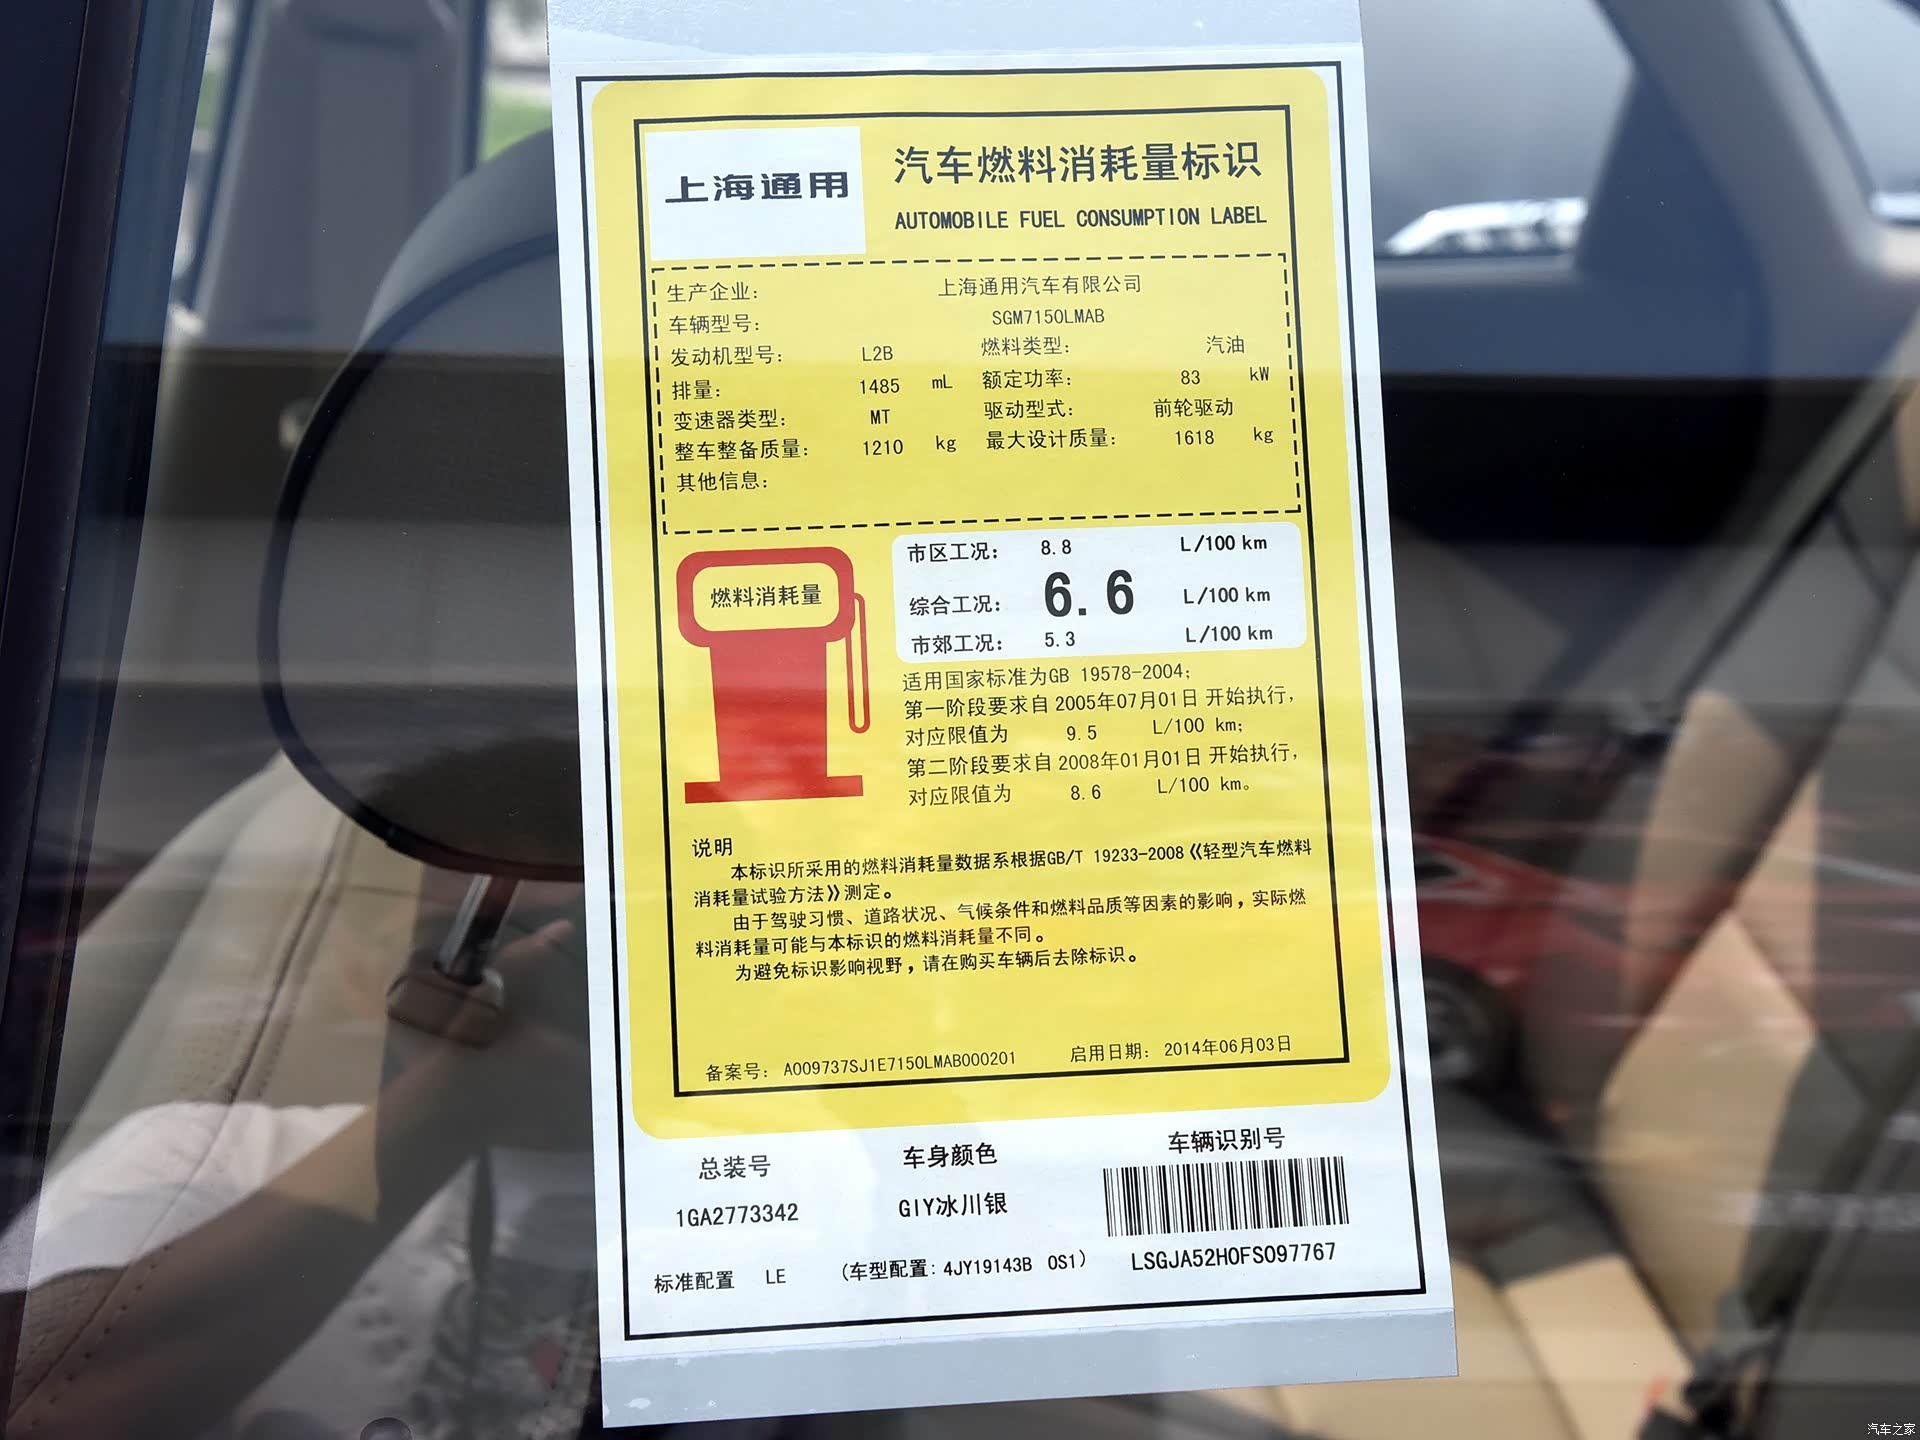 上海通用
汽车燃料消耗量标识
AUTOMOBILE FUEL CONSUMPTION LABEL
生产企业: 上海通用汽车有限公司
车辆型号: SGM7150LMAB
发动机型号: L2B 燃料类型: 汽油
排量: 1485 mL 额定功率: 83 kW
变速器类型: MT 驱动型式: 前轮驱动
整车整备质量: 1210 kg 最大设计质量: 1618 kg
其他信息:
燃料消耗量
市区工况: 8.8 L/100 km
综合工况: 6.6 L/100 km
市郊工况: 5.3 L/100 km
适用国家标准为GB 19578-2004;
第一阶段要求自 2005年07月01日 开始执行,
对应限值为 9.5 L/100 km;
第二阶段要求自 2008年01月01日 开始执行,
对应限值为 8.6 L/100 km。
说明
本标识所采用的燃料消耗量数据系根据GB/T 19233-2008《轻型汽车燃料
消耗量试验方法》测定。
由于驾驶习惯、道路状况、气候条件和燃料品质等因素的影响,实际燃
料消耗量可能与本标识的燃料消耗量不同。
为避免标识影响视野,请在购买车辆后去除标识。
备案号: A009737SJ1E7150LMAB000201 启用日期: 2014年06月03日
总装号 车身颜色 车辆识别号
1GA2773342 GIY冰川银
标准配置 LE (车型配置: 4JY19143B 0S1) LSGJA52H0FS097767
汽车之家